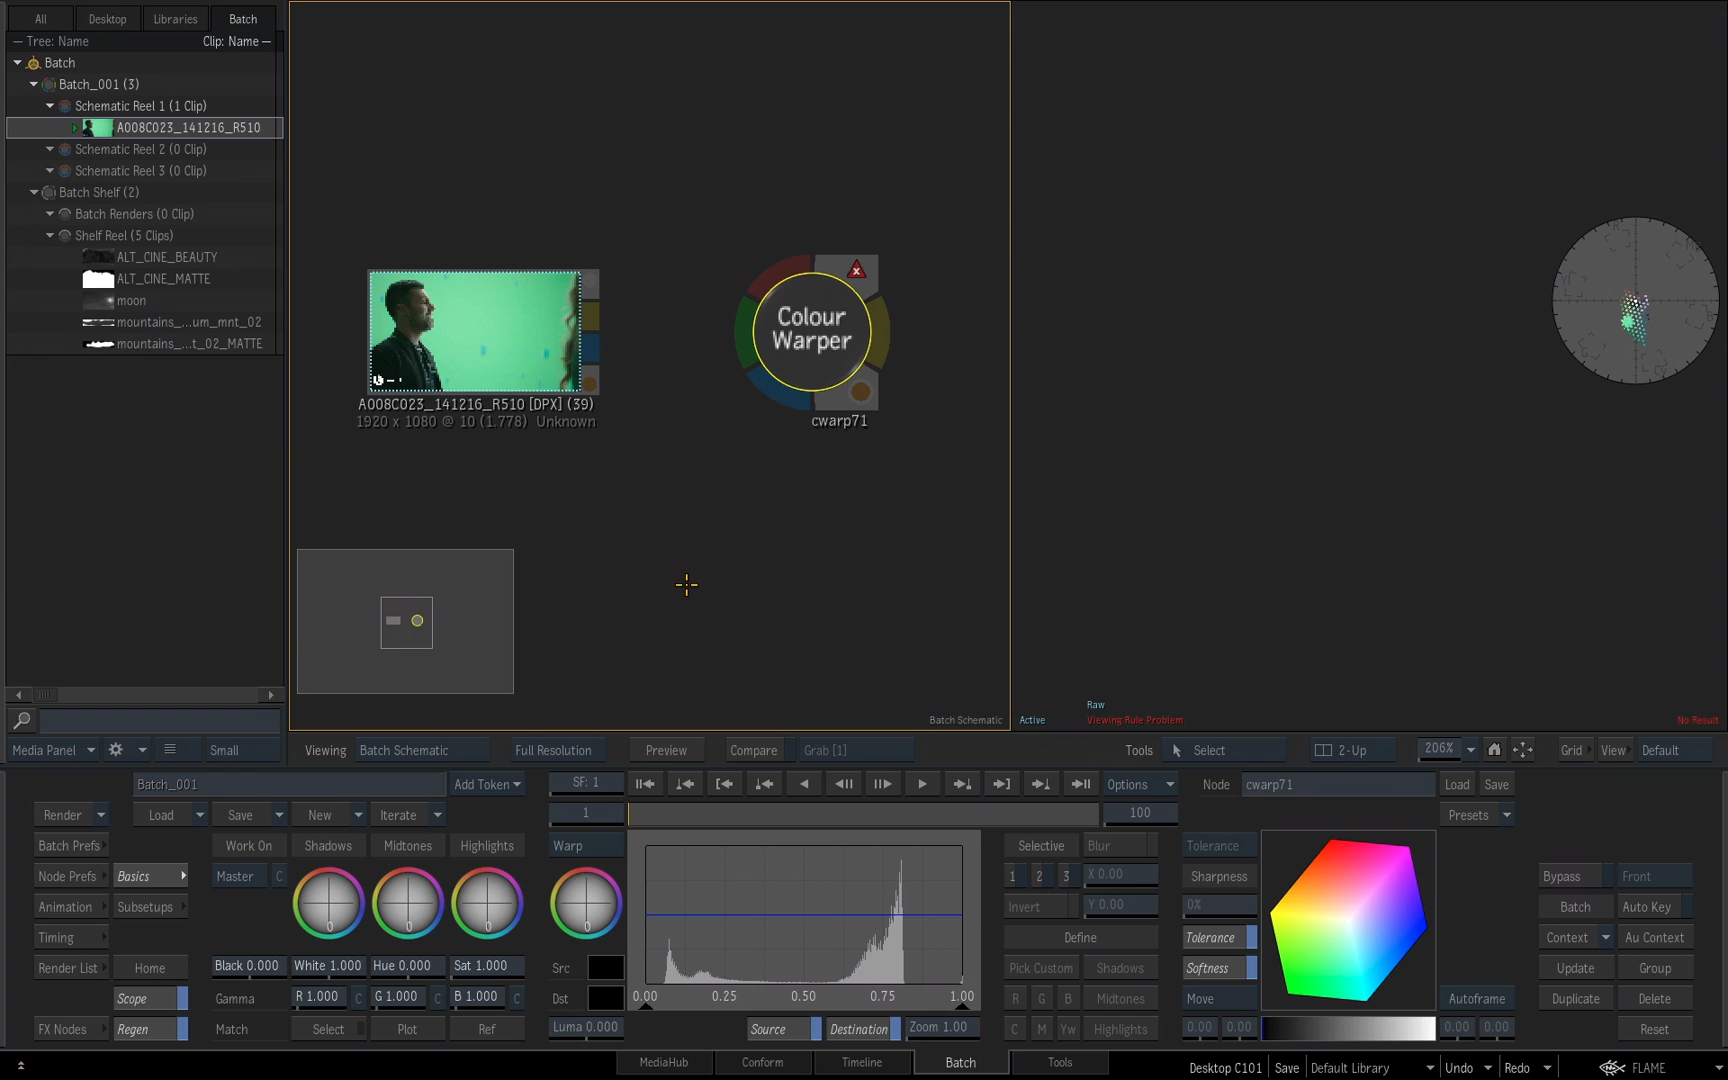 All Desktop Libraries Batch
Tree: Name Clip: Name
Batch
Batch_001 (3)
Schematic Reel 1 (1 Clip)
A008C023_141216_R510
Schematic Reel 2 (0 Clip)
Schematic Reel 3 (0 Clip)
Batch Shelf (2)
Batch Renders (0 Clip)
Shelf Reel (5 Clips)
ALT_CINE_BEAUTY
ALT_CINE_MATTE
moon
mountains_...um_mnt_02
mountains_...t_02_MATTE
A008C023_141216_R510 [DPX] (39)
1920 x 1080 @ 10 (1.778) Unknown
Colour
Warper
cwarp71
Batch Schematic
Raw
Active Viewing Rule Problem No Result
Media Panel Small Viewing Batch Schematic Full Resolution Preview Compare Grab [1] Tools Select 2-Up 206% Grid View Default
Batch_001 Add Token SF: 1 Options Node cwarp71 Load Save
Render Load Save New Iterate 1 100 Presets
Batch Prefs Work On Shadows Midtones Highlights Warp Selective Blur Tolerance
Node Prefs Basics Master C 1 2 3 X 0.00 Sharpness Bypass Front
Animation Subsetups 0 0 0 0 Invert Y 0.00 0% Batch Auto Key
Timing Define Tolerance Context Au Context
Render List Home Black 0.000 White 1.000 Hue 0.000 Sat 1.000 Src Pick Custom Shadows Softness Update Group
Scope Gamma R 1.000 C G 1.000 C B 1.000 C Dst 0.00 0.25 0.50 0.75 1.00 R G B Midtones Move Autoframe Duplicate Delete
FX Nodes Regen Match Select Plot Ref Luma 0.000 Source Destination Zoom 1.00 C M Yw Highlights 0.00 0.00 0.00 0.00 Reset
MediaHub Conform Timeline Batch Tools Desktop C101 Save Default Library Undo Redo FLAME